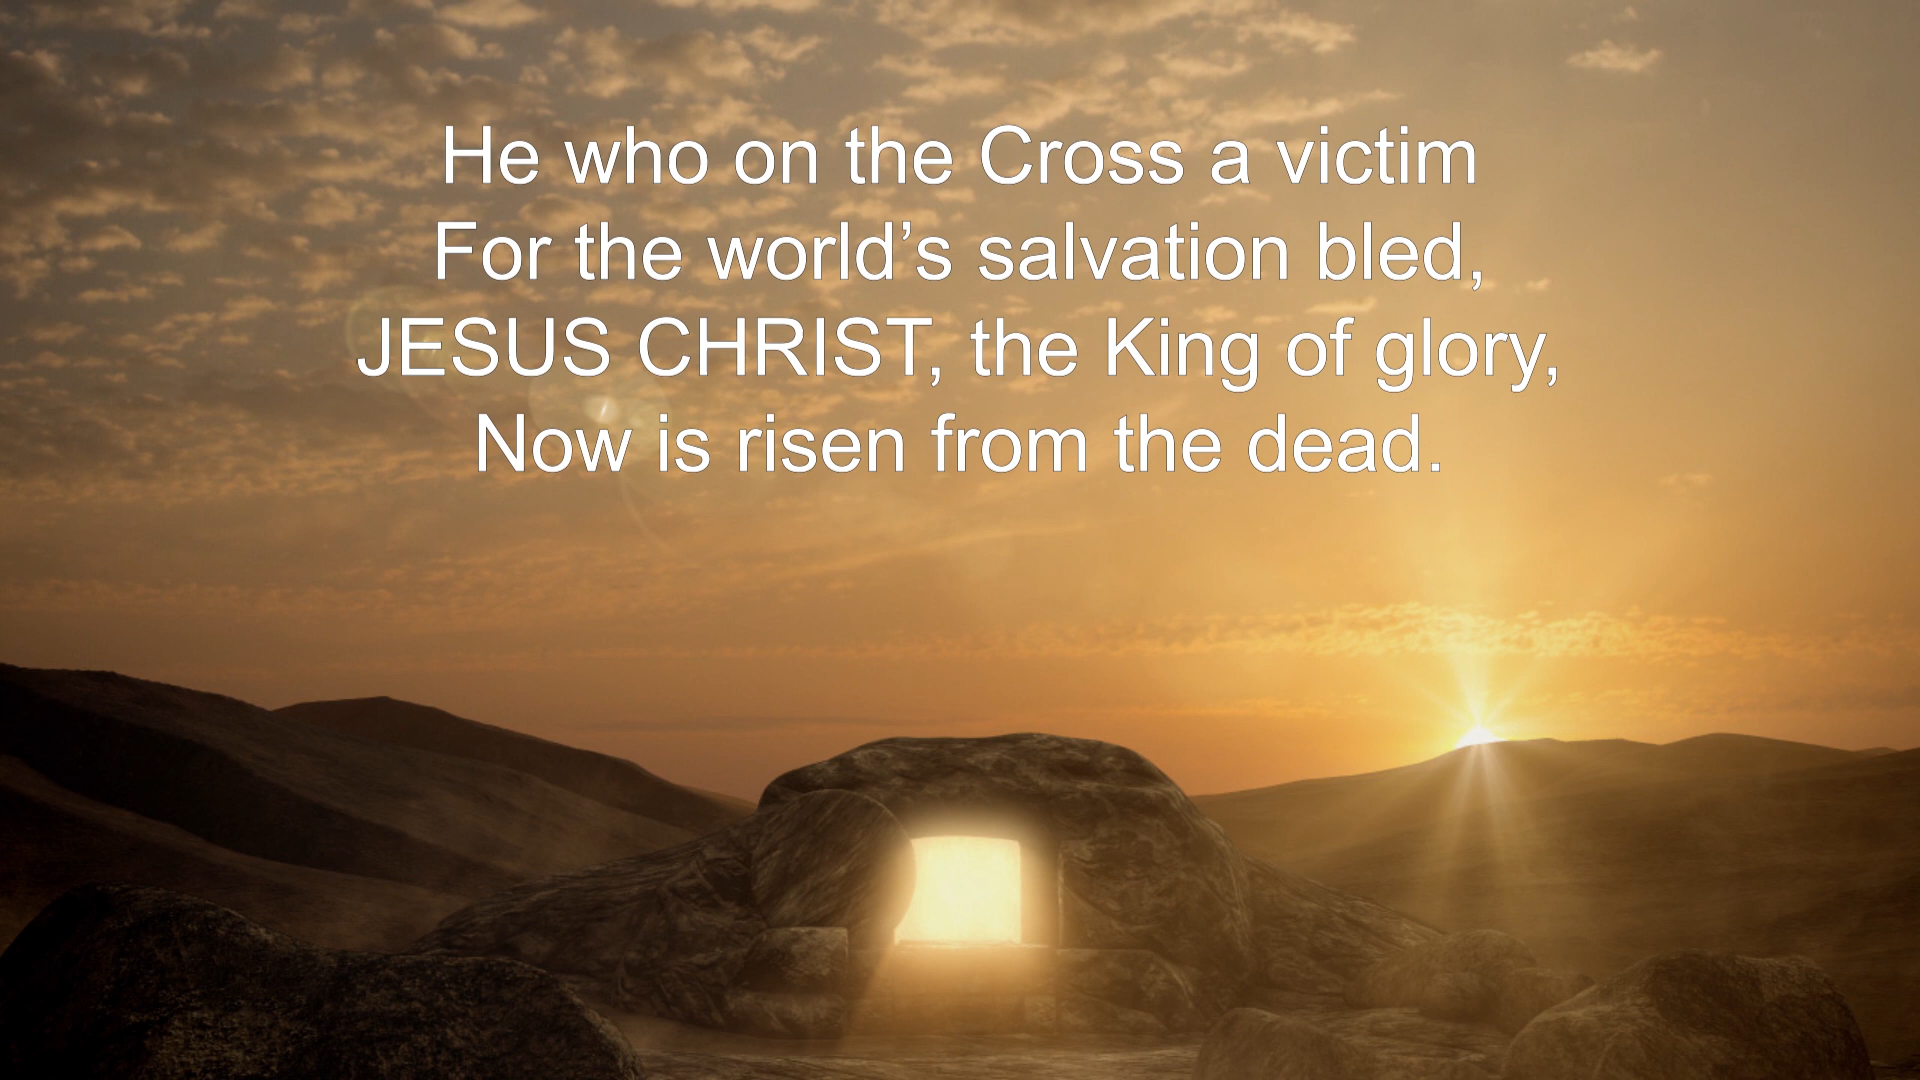 He who on the Cross a victim
For the world’s salvation bled,
JESUS CHRIST, the King of glory,
Now is risen from the dead.